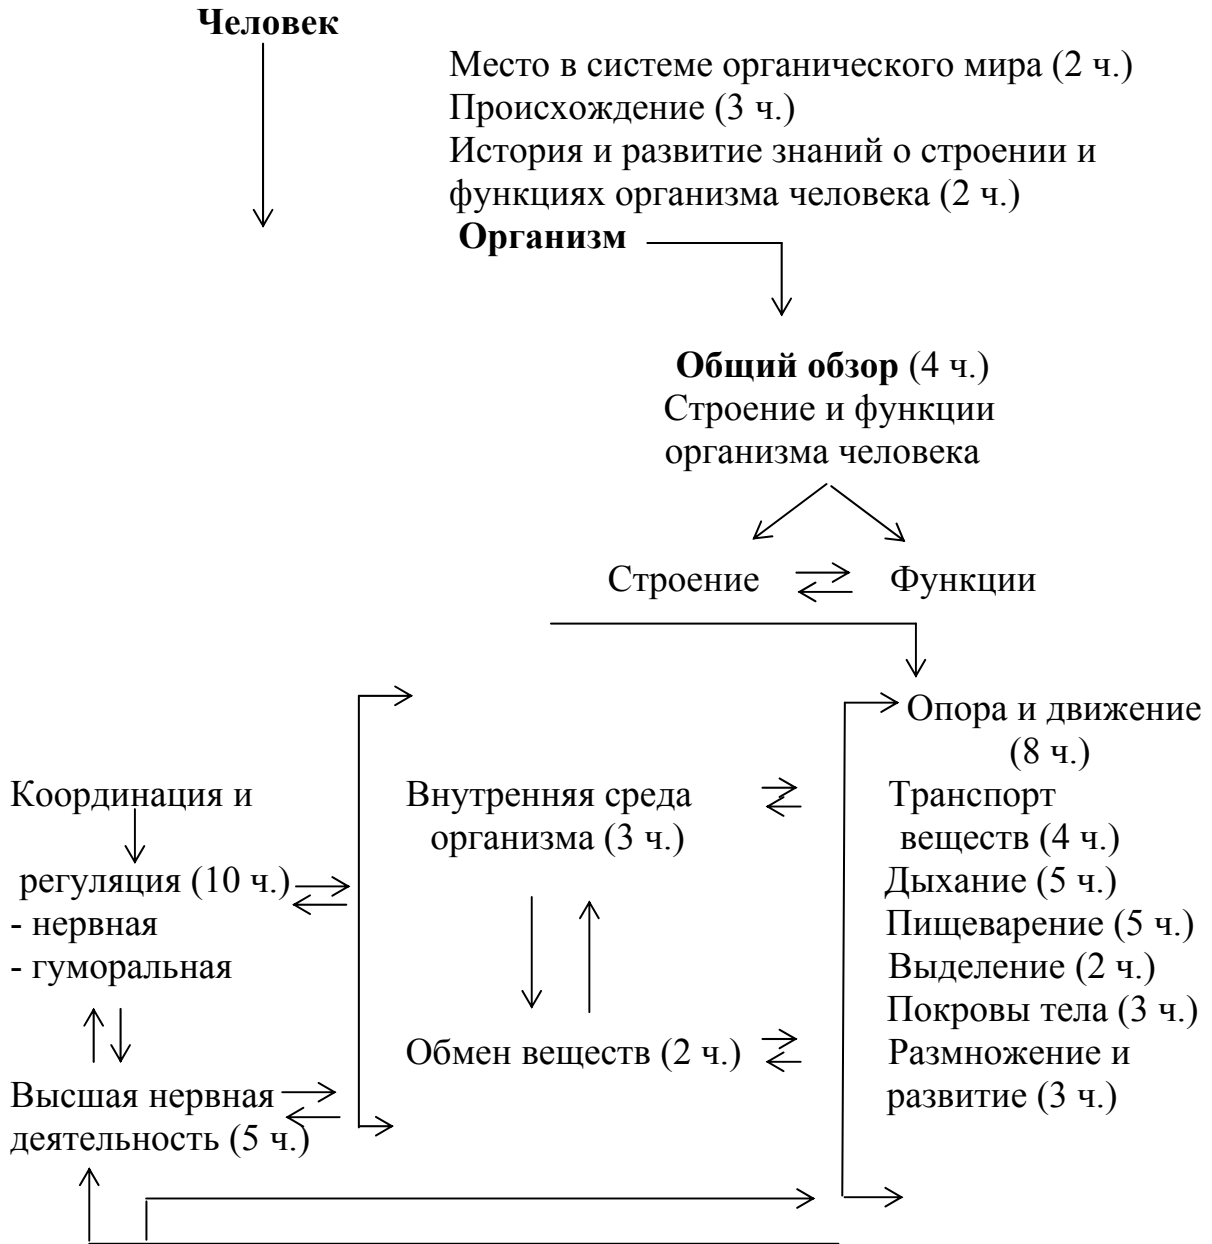 Человек
Место в системе органического мира (2 ч.)
Происхождение (3 ч.)
История и развитие знаний о строении и
функциях организма человека (2 ч.)
Организм
Общий обзор (4 ч.)
Строение и функции
организма человека
Строение
Функции
Опора и движение
(8 ч.)
Координация и
регуляция (10 ч.)
- нервная
- гуморальная
Высшая нервная
деятельность (5 ч.)
Внутренняя среда
организма (3 ч.)
Обмен веществ (2 ч.)
Транспорт
веществ (4 ч.)
Дыхание (5 ч.)
Пищеварение (5 ч.)
Выделение (2 ч.)
Покровы тела (3 ч.)
Размножение и
развитие (3 ч.)